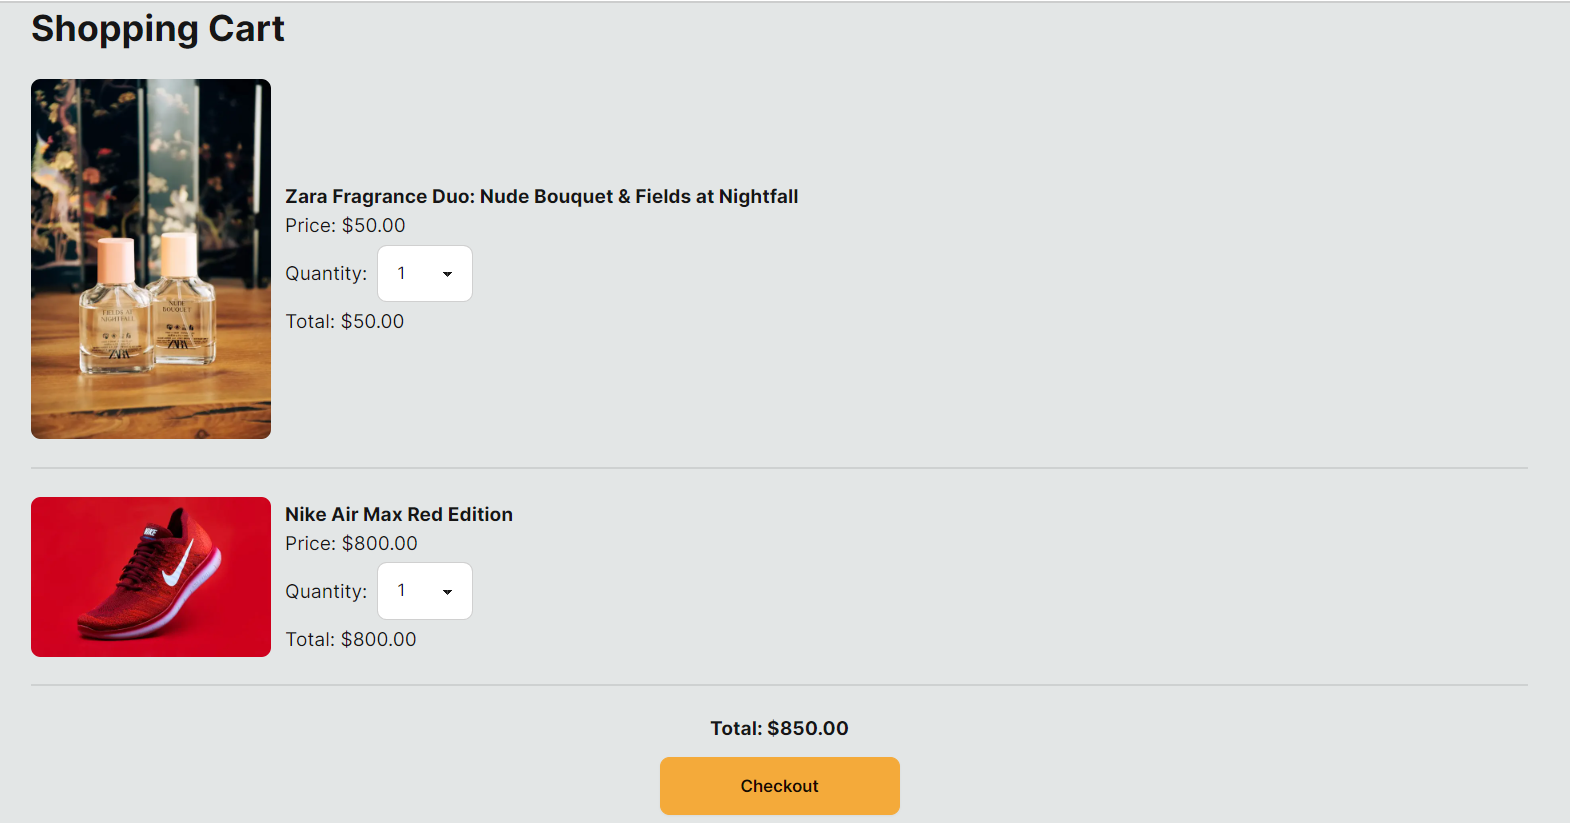 Shopping Cart
Zara Fragrance Duo: Nude Bouquet & Fields at Nightfall
Price: $50.00
Quantity: 1
Total: $50.00
FIELDS AT
NIGHTFALL
ZARA
NUDE
BOUQUET
ZARA
Nike Air Max Red Edition
Price: $800.00
Quantity: 1
Total: $800.00
NIKE
Total: $850.00
Checkout